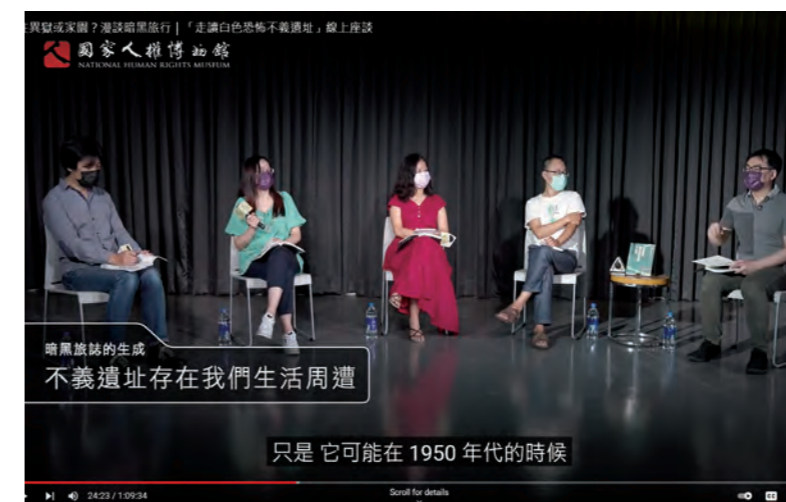 異獄或家園？漫談暗黑旅行 | 「走讀白色恐怖不義遺址」線上座談
國家人權博物館
NATIONAL HUMAN RIGHTS MUSEUM
暗黑旅誌的生成
不義遺址存在我們生活周遭
只是 它可能在 1950 年代的時候
24:23 / 1:09:34
Scroll for details